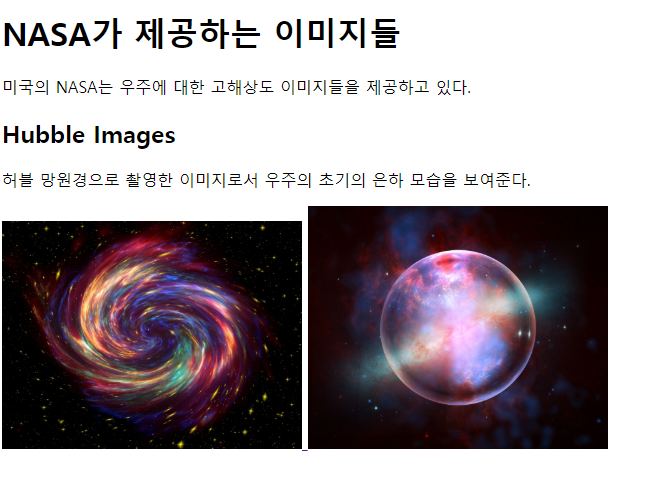 NASA가 제공하는 이미지들
미국의 NASA는 우주에 대한 고해상도 이미지들을 제공하고 있다.
Hubble Images
허블 망원경으로 촬영한 이미지로서 우주의 초기의 은하 모습을 보여준다.